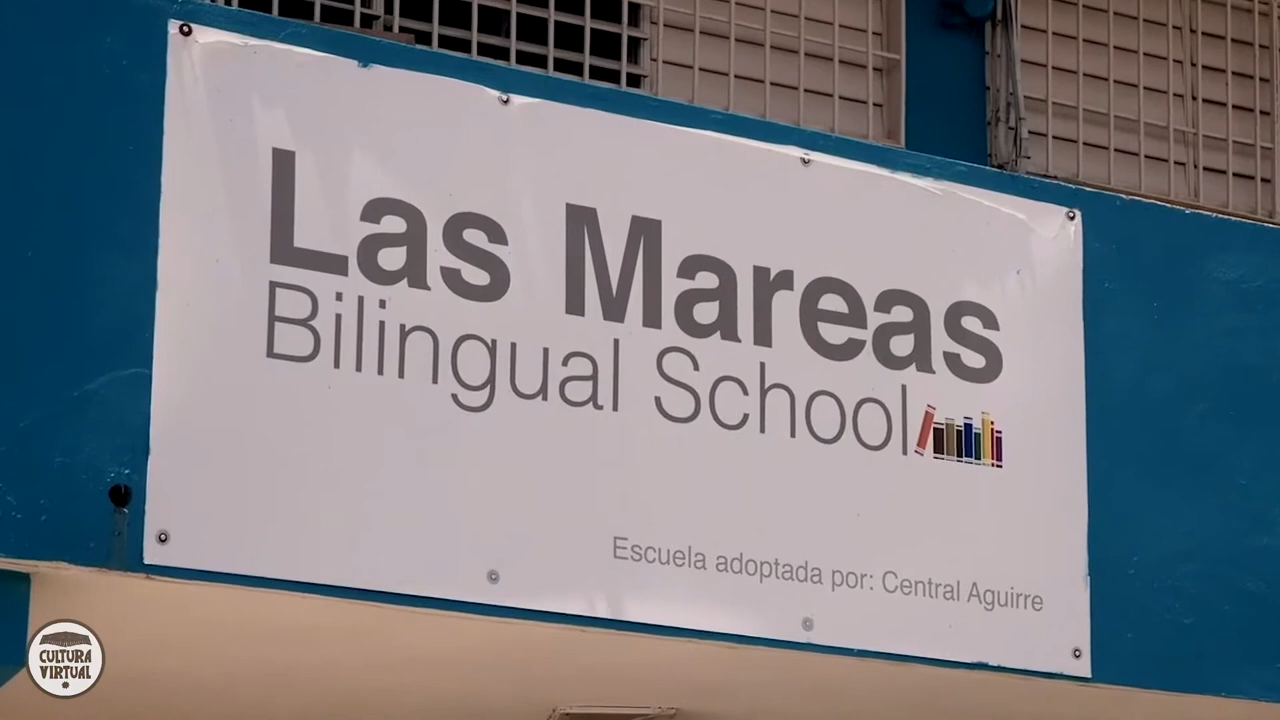 Las Mareas
Bilingual School
Escuela adoptada por: Central Aguirre
CULTURA
VIRTUAL